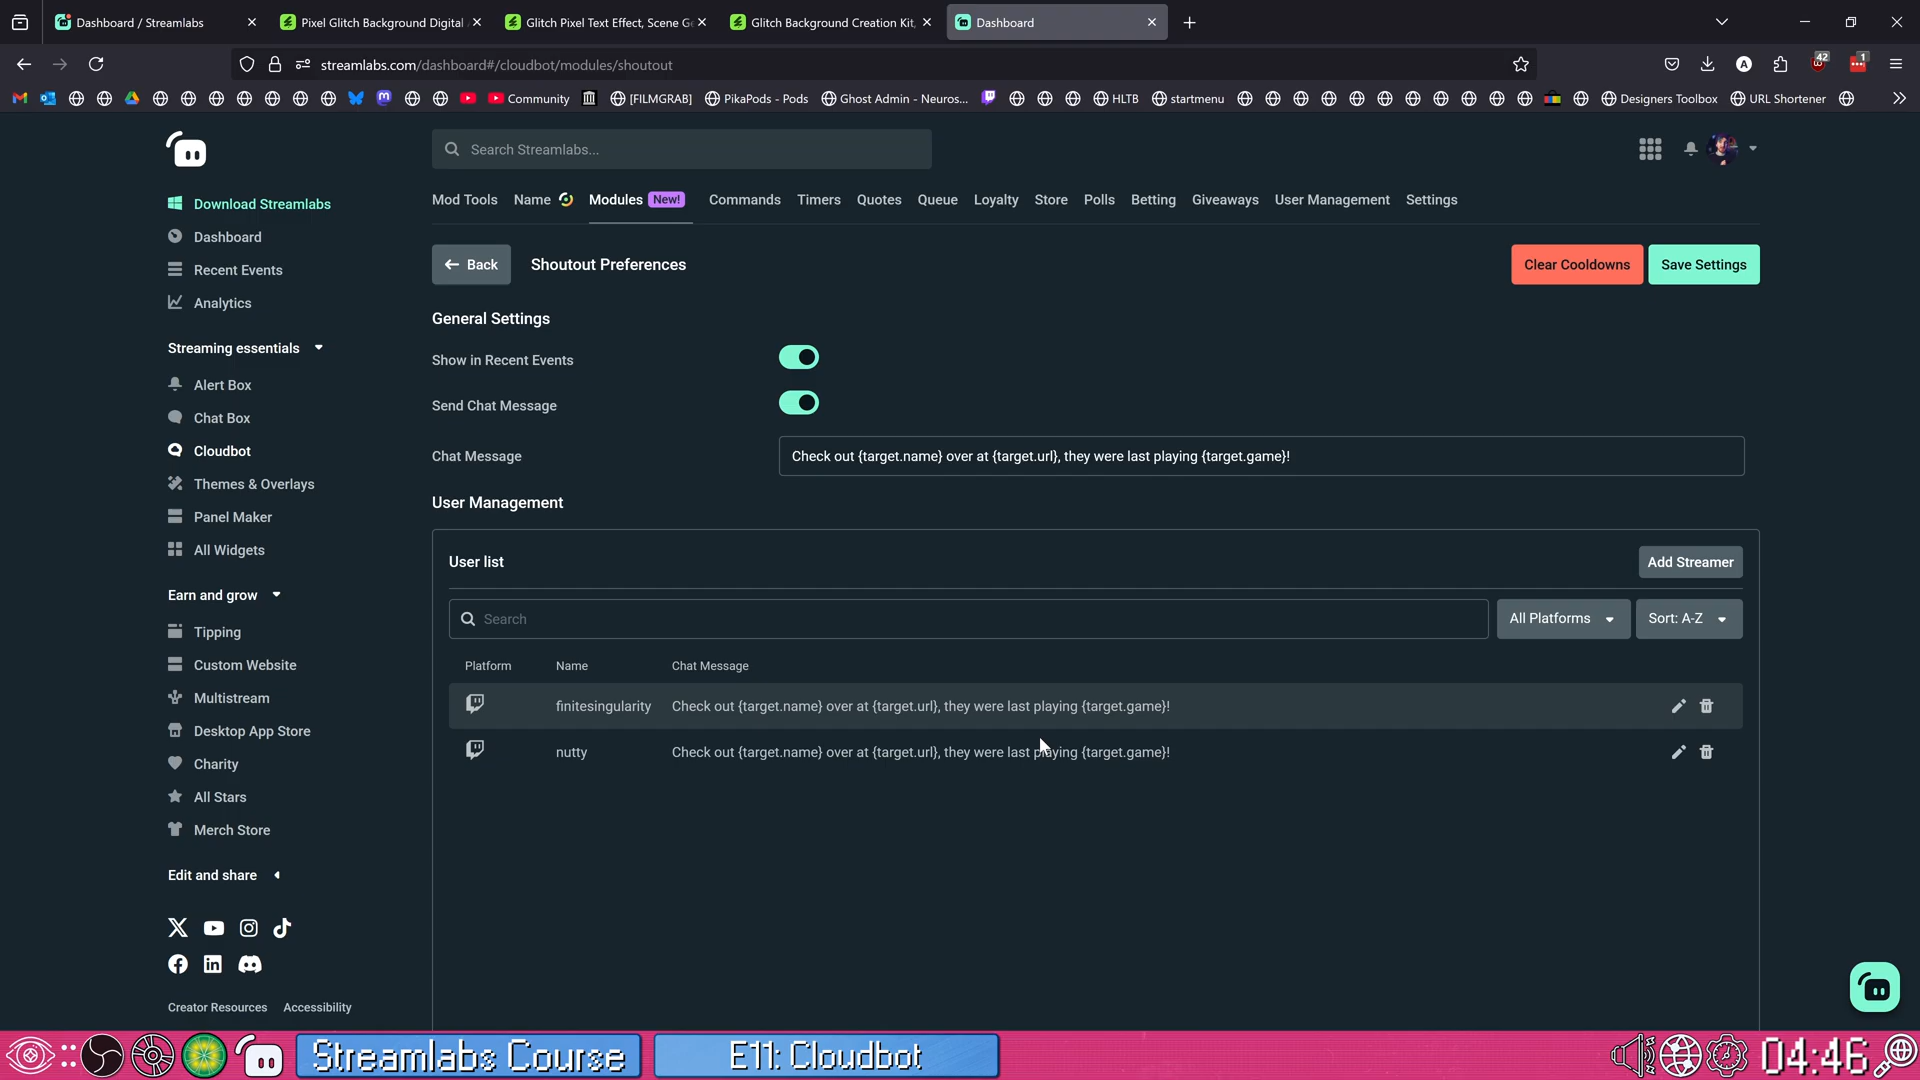 Dashboard / Streamlabs
Pixel Glitch Background Digital
Glitch Pixel Text Effect, Scene Ge
Glitch Background Creation Kit,
Dashboard
streamlabs.com/dashboard#/cloudbot/modules/shoutout
42
1
Community
[FILMGRAB]
PikaPods - Pods
Ghost Admin - Neuros...
HLTB
startmenu
Designers Toolbox
URL Shortener
Search Streamlabs...
Download Streamlabs
Dashboard
Recent Events
Analytics
Streaming essentials
Alert Box
Chat Box
Cloudbot
Themes & Overlays
Panel Maker
All Widgets
Earn and grow
Tipping
Custom Website
Multistream
Desktop App Store
Charity
All Stars
Merch Store
Edit and share
Creator Resources
Accessibility
Mod Tools
Name
Modules New!
Commands
Timers
Quotes
Queue
Loyalty
Store
Polls
Betting
Giveaways
User Management
Settings
Back
Shoutout Preferences
Clear Cooldowns
Save Settings
General Settings
Show in Recent Events
Send Chat Message
Chat Message
Check out {target.name} over at {target.url}, they were last playing {target.game}!
User Management
User list
Add Streamer
Search
All Platforms
Sort: A-Z
Platform Name Chat Message
finitesingularity Check out {target.name} over at {target.url}, they were last playing {target.game}!
nutty Check out {target.name} over at {target.url}, they were last playing {target.game}!
Streamlabs Course
E11: Cloudbot
04:46